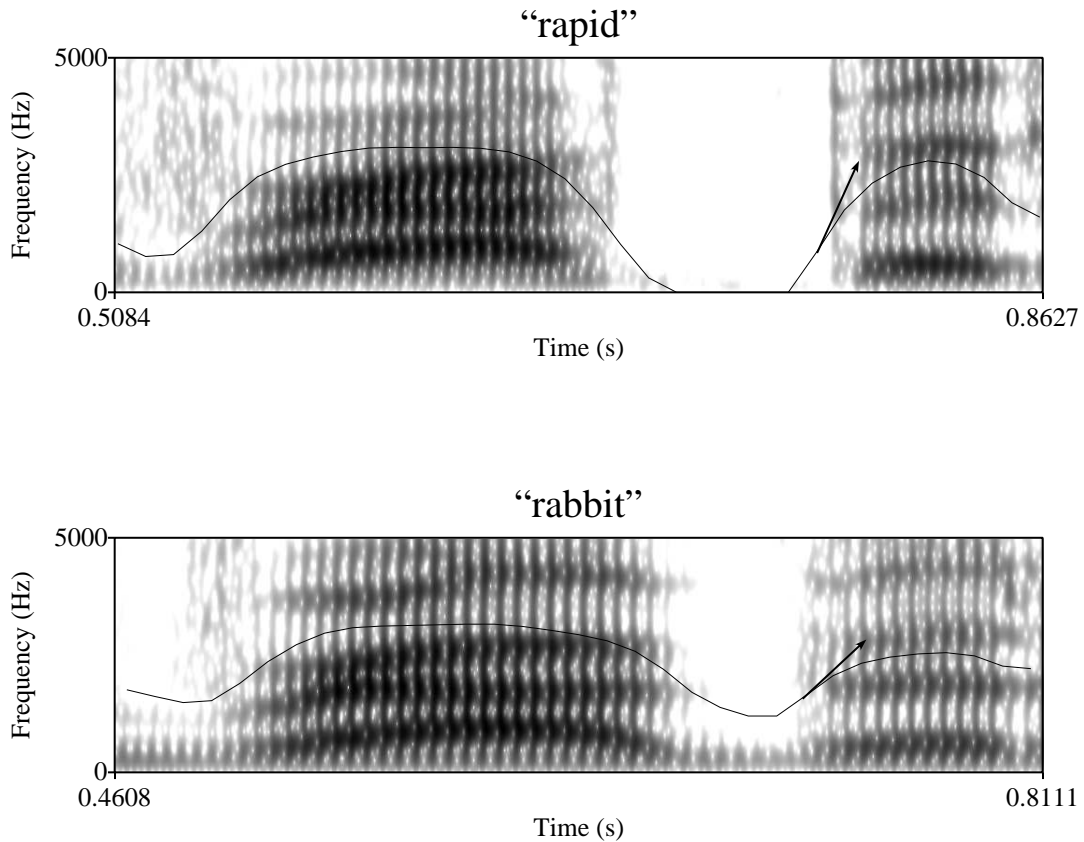 “rapid”
5000
Frequency (Hz)
0
0.5084
0.8627
Time (s)
“rabbit”
5000
Frequency (Hz)
0
0.4608
0.8111
Time (s)